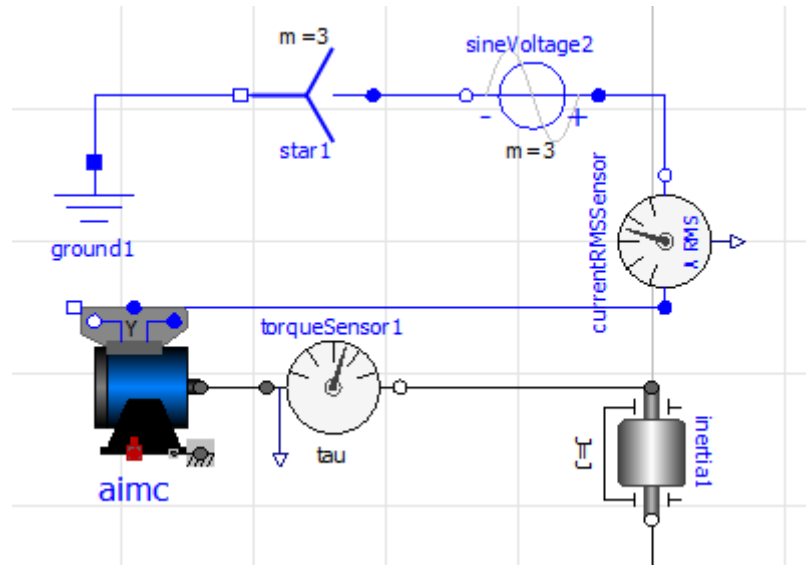 m=3
sineVoltage2
- +
m=3
star1
ground1
currentRMSSensor
RMS
Y
torqueSensor1
tau
aimc
J=J
inertia1